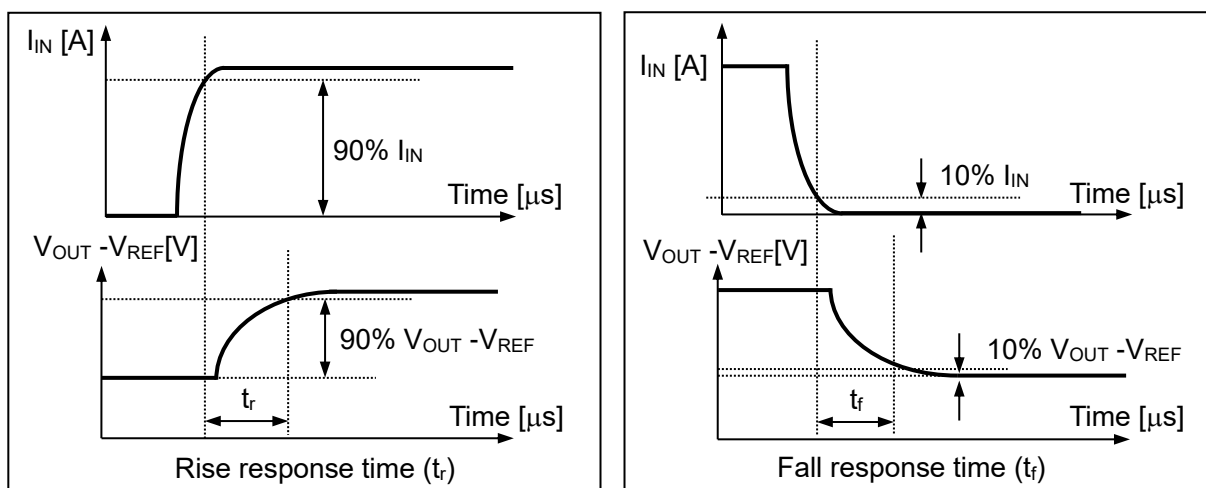 I_IN [A]
90% I_IN
Time [μs]
V_OUT -V_REF[V]
90% V_OUT -V_REF
t_r
Time [μs]
Rise response time (t_r)
I_IN [A]
10% I_IN
Time [μs]
V_OUT -V_REF[V]
10% V_OUT -V_REF
t_f
Time [μs]
Fall response time (t_f)